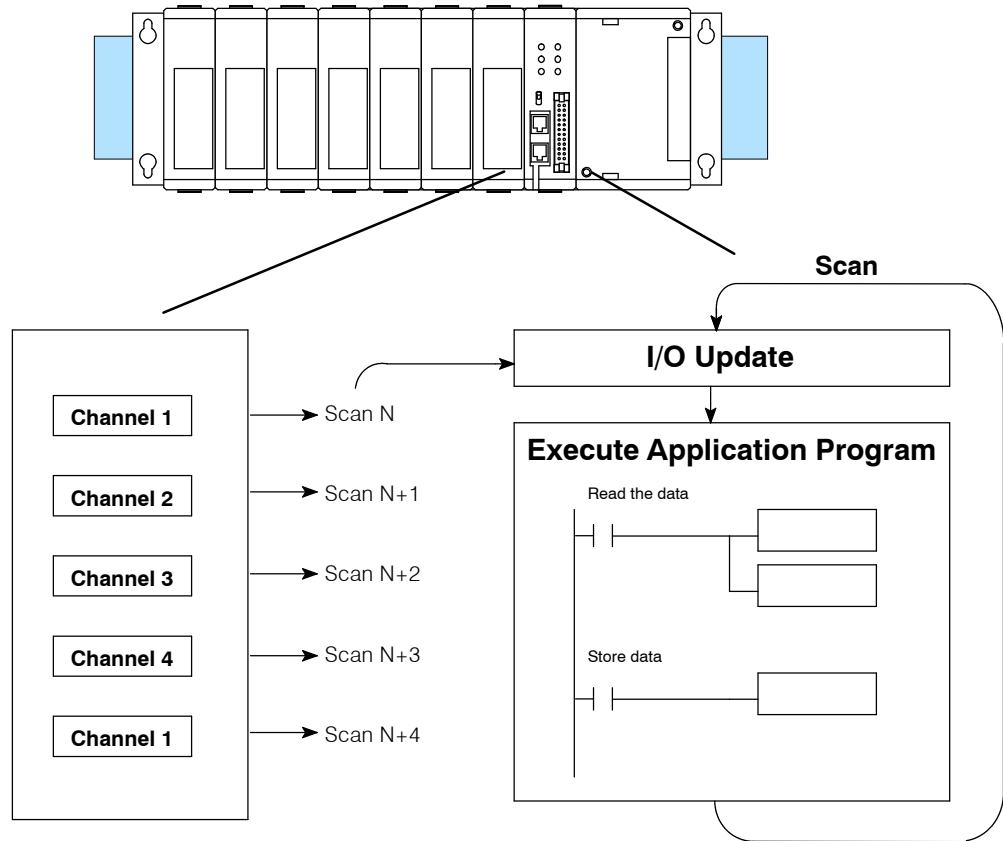 Scan
I/O Update
Channel 1
Scan N
Execute Application Program
Channel 2
Scan N+1
Read the data
Channel 3
Scan N+2
Channel 4
Scan N+3
Store data
Channel 1
Scan N+4